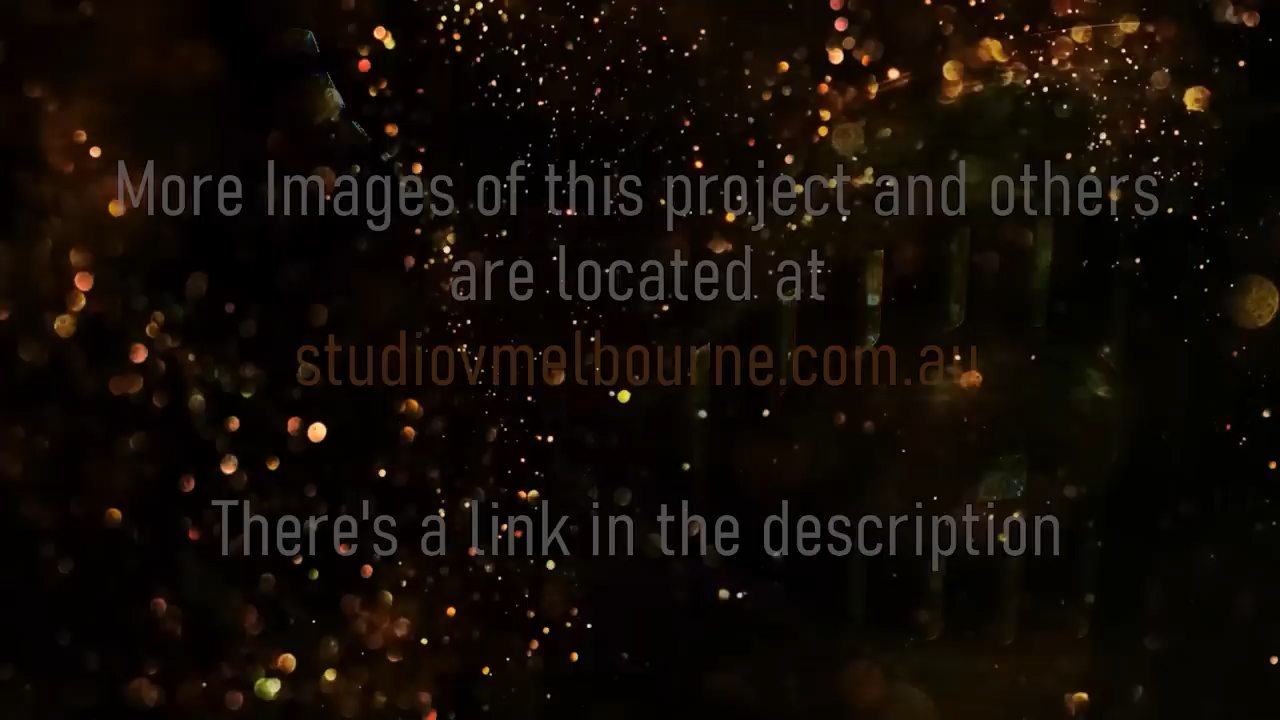 More Images of this project and others
are located at
studiovmelbourne.com.au
There's a link in the description